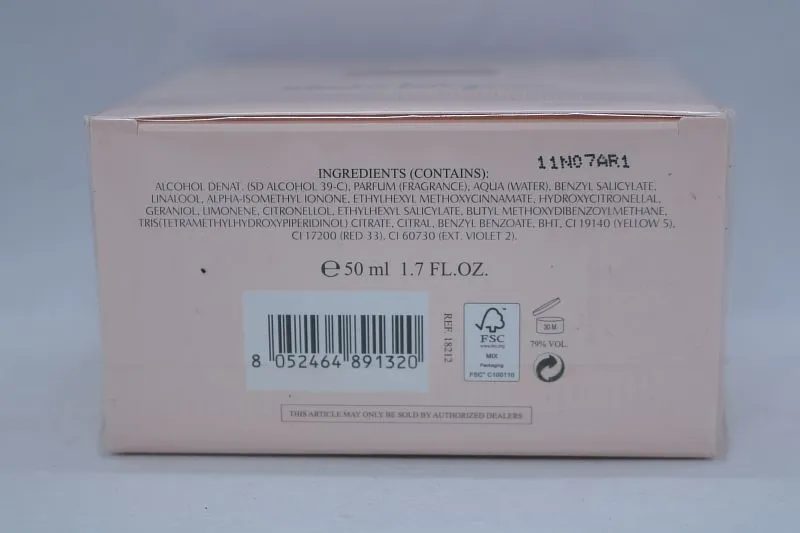 11N07AR1
INGREDIENTS (CONTAINS):
ALCOHOL DENAT. (SD ALCOHOL 39-C), PARFUM (FRAGRANCE), AQUA (WATER), BENZYL SALICYLATE,
LINALOOL, ALPHA-ISOMETHYL IONONE, ETHYLHEXYL METHOXYCINNAMATE, HYDROXYCITRONELLAL,
GERANIOL, LIMONENE, CITRONELLOL, ETHYLHEXYL SALICYLATE, BUTYL METHOXYDIBENZOYLMETHANE,
TRIS(TETRAMETHYLHYDROXYPIPERIDINOL) CITRATE, CITRAL, BENZYL BENZOATE, BHT, CI 19140 (YELLOW 5),
CI 17200 (RED 33), CI 60730 (EXT. VIOLET 2).
℮ 50 ml 1.7 FL.OZ.
8 052464 891320
REF. 18212
FSC
www.fsc.org
MIX
Packaging
FSC® C100110
30 M
79% VOL.
THIS ARTICLE MAY ONLY BE SOLD BY AUTHORIZED DEALERS